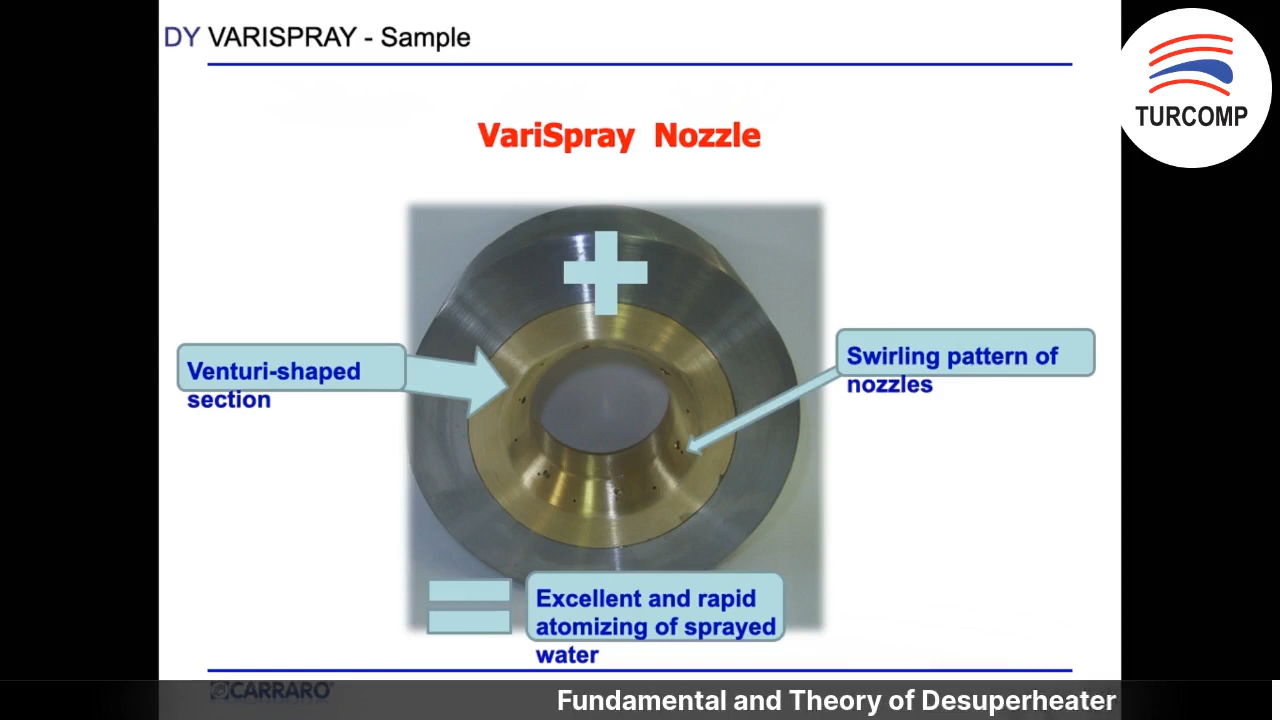 DY VARISPRAY - Sample
TURCOMP
VariSpray Nozzle
Venturi-shaped
section
Swirling pattern of
nozzles
Excellent and rapid
atomizing of sprayed
water
CARRARO
Fundamental and Theory of Desuperheater